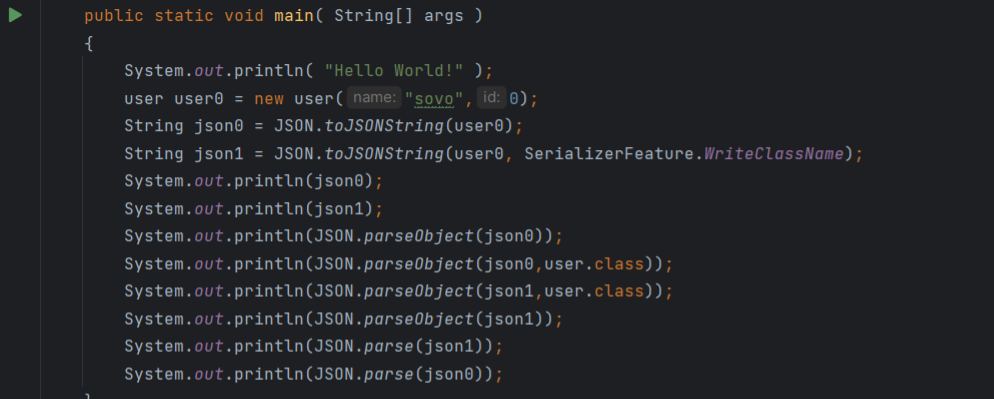 public static void main( String[] args )
{
System.out.println( "Hello World!" );
user user0 = new user( name: "sovo", id: 0);
String json0 = JSON.toJSONString(user0);
String json1 = JSON.toJSONString(user0, SerializerFeature.WriteClassName);
System.out.println(json0);
System.out.println(json1);
System.out.println(JSON.parseObject(json0));
System.out.println(JSON.parseObject(json0,user.class));
System.out.println(JSON.parseObject(json1,user.class));
System.out.println(JSON.parseObject(json1));
System.out.println(JSON.parse(json1));
System.out.println(JSON.parse(json0));
}